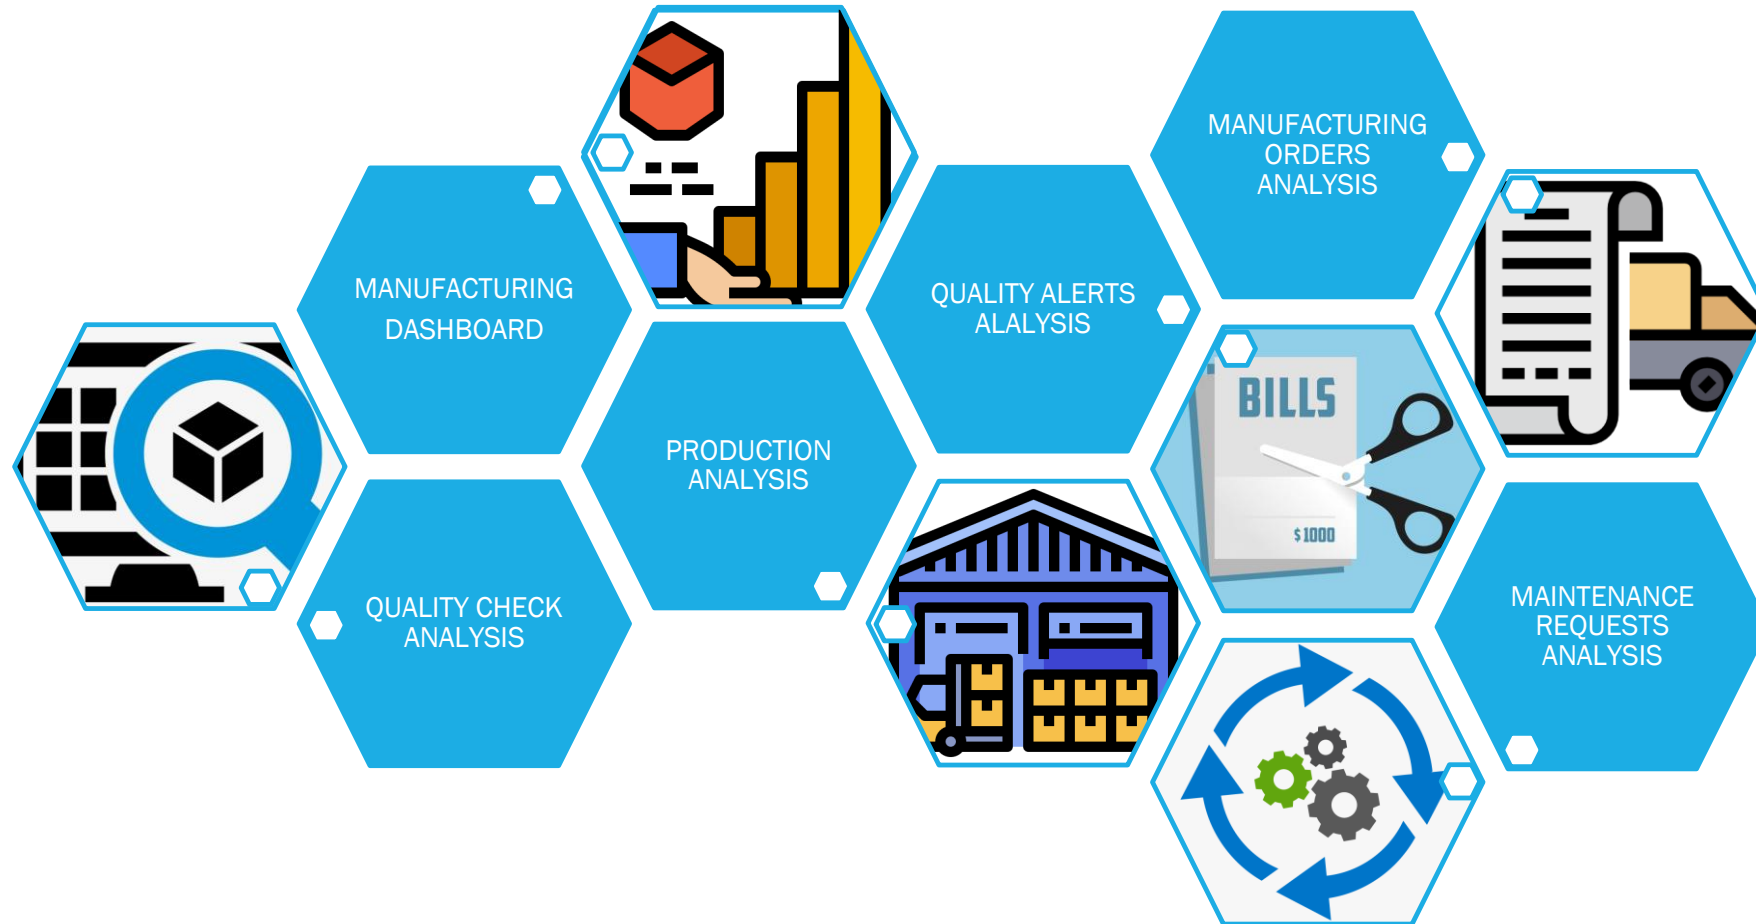 MANUFACTURING
DASHBOARD
QUALITY CHECK
ANALYSIS
PRODUCTION
ANALYSIS
QUALITY ALERTS
ALALYSIS
MANUFACTURING
ORDERS
ANALYSIS
BILLS
$1000
MAINTENANCE
REQUESTS
ANALYSIS